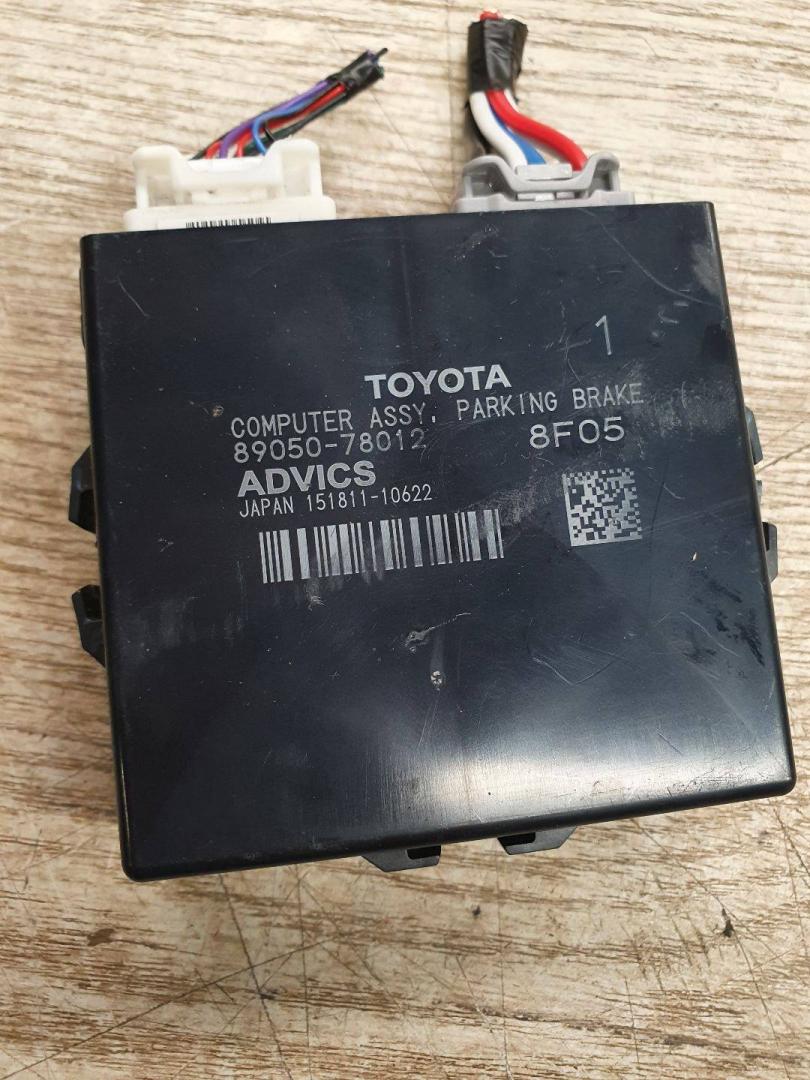 1
TOYOTA
COMPUTER ASSY, PARKING BRAKE
89050-78012 8F05
ADVICS
JAPAN 151811-10622